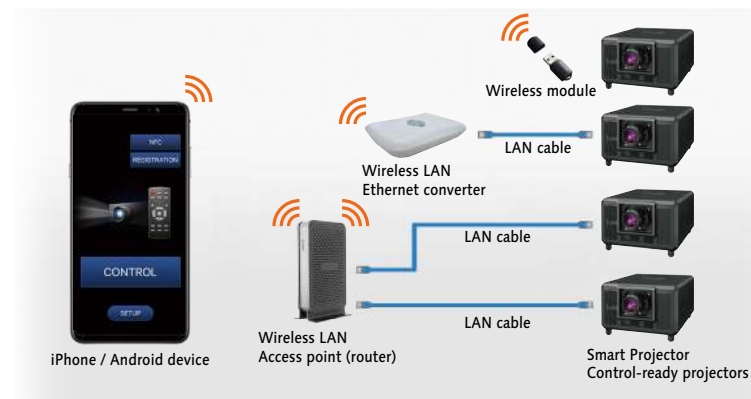 Wireless module
LAN cable
Wireless LAN
Ethernet converter
NFC
REGISTRATION
LAN cable
CONTROL
SETUP
LAN cable
Wireless LAN
Access point (router)
iPhone / Android device
Smart Projector
Control-ready projectors